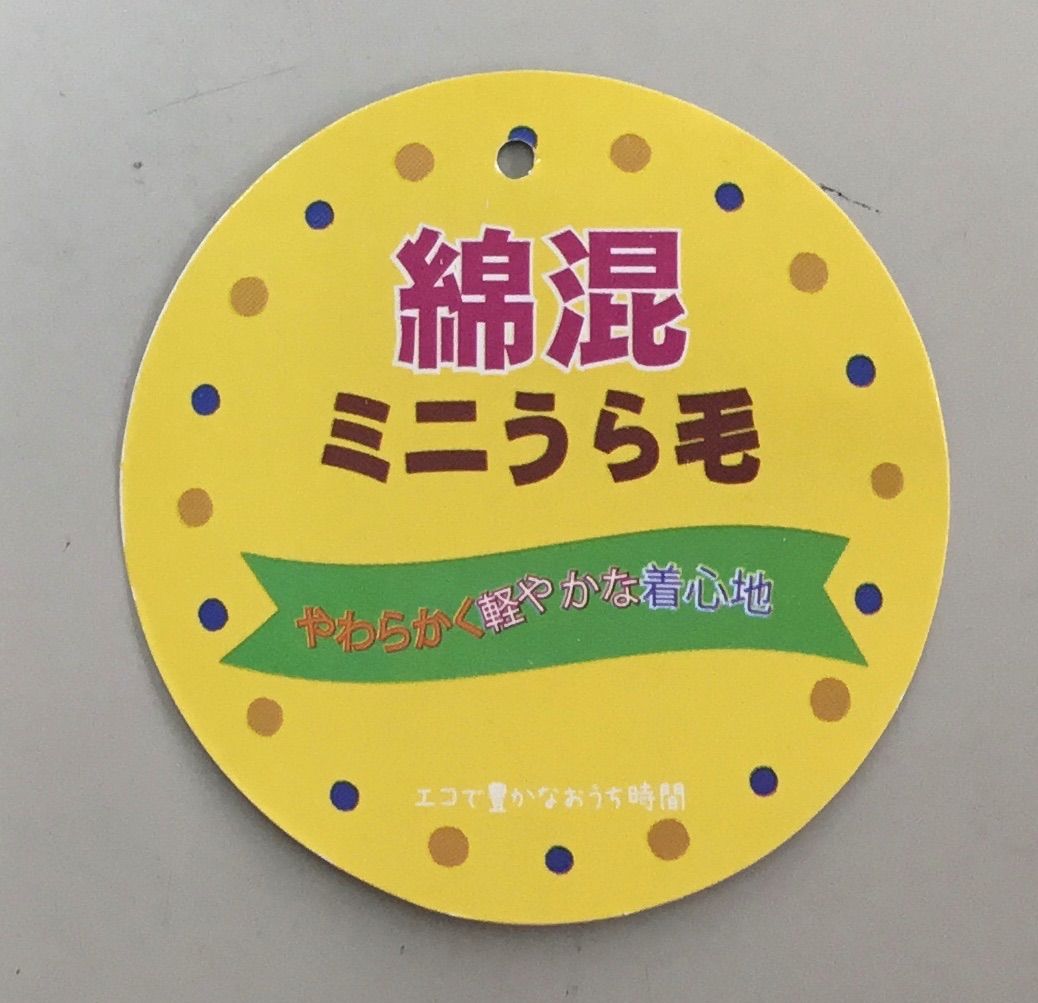 綿混
ミニうら毛
やわらかく軽やかな着心地
エコで豊かなおうち時間